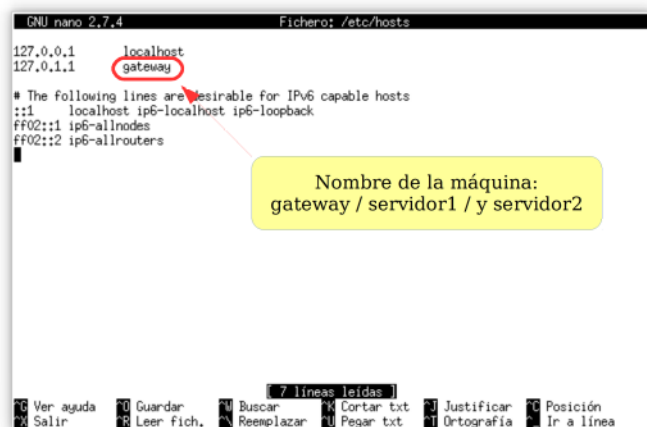 GNU nano 2.7.4 Fichero: /etc/hosts
127.0.0.1 localhost
127.0.1.1 gateway
# The following lines are desirable for IPv6 capable hosts
::1 localhost ip6-localhost ip6-loopback
ff02::1 ip6-allnodes
ff02::2 ip6-allrouters
Nombre de la máquina:
gateway / servidor1 / y servidor2
[ 7 líneas leídas ]
^G Ver ayuda ^O Guardar ^W Buscar ^K Cortar txt ^J Justificar ^C Posición
^X Salir ^R Leer fich. ^\ Reemplazar ^U Pegar txt ^T Ortografía ^_ Ir a línea